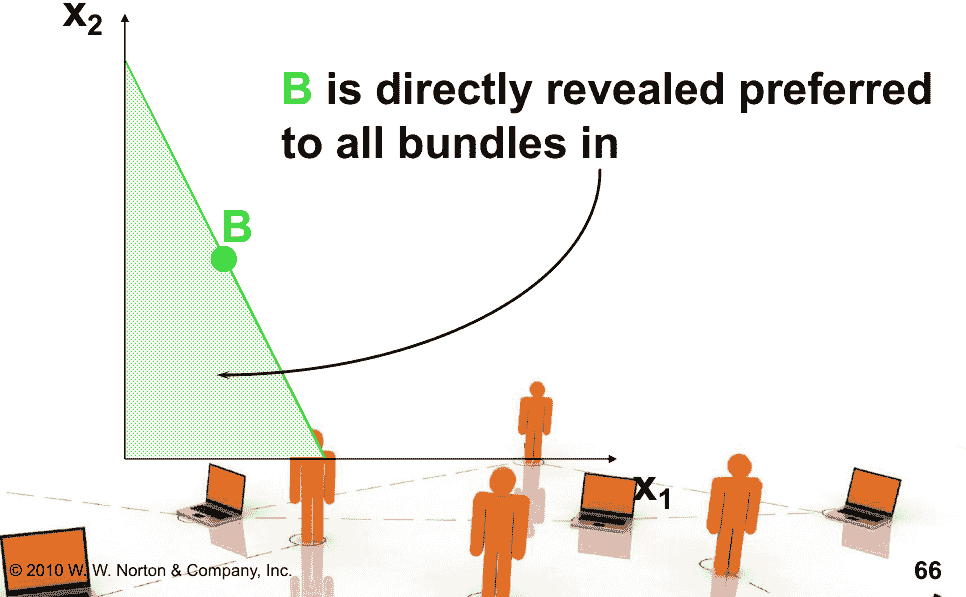 x₂
B is directly revealed preferred
to all bundles in
B
x₁
© 2010 W. W. Norton & Company, Inc.
66